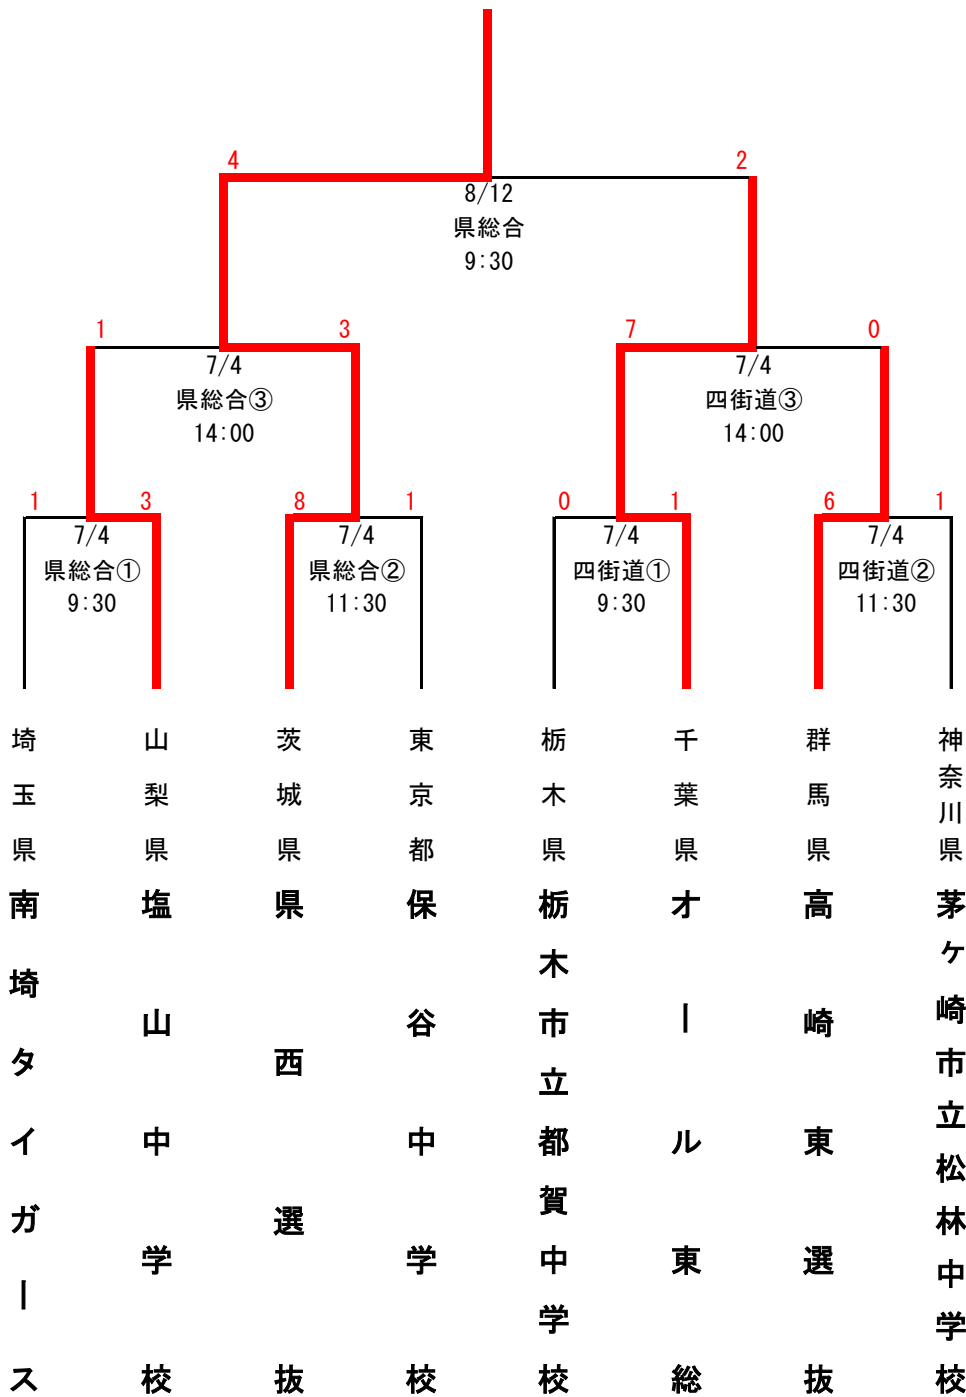 4
2
8/12
県総合
9:30
1
3
7
0
7/4
県総合③
14:00
7/4
四街道③
14:00
1
3
8
1
0
1
6
1
7/4
県総合①
9:30
7/4
県総合②
11:30
7/4
四街道①
9:30
7/4
四街道②
11:30
埼玉県
南埼タイガース
山梨県
塩山中学校
茨城県
県西選抜
東京都
保谷中学校
栃木県
栃木市立都賀中学校
千葉県
オール東総
群馬県
高崎東選抜
神奈川県
茅ケ崎市立松林中学校